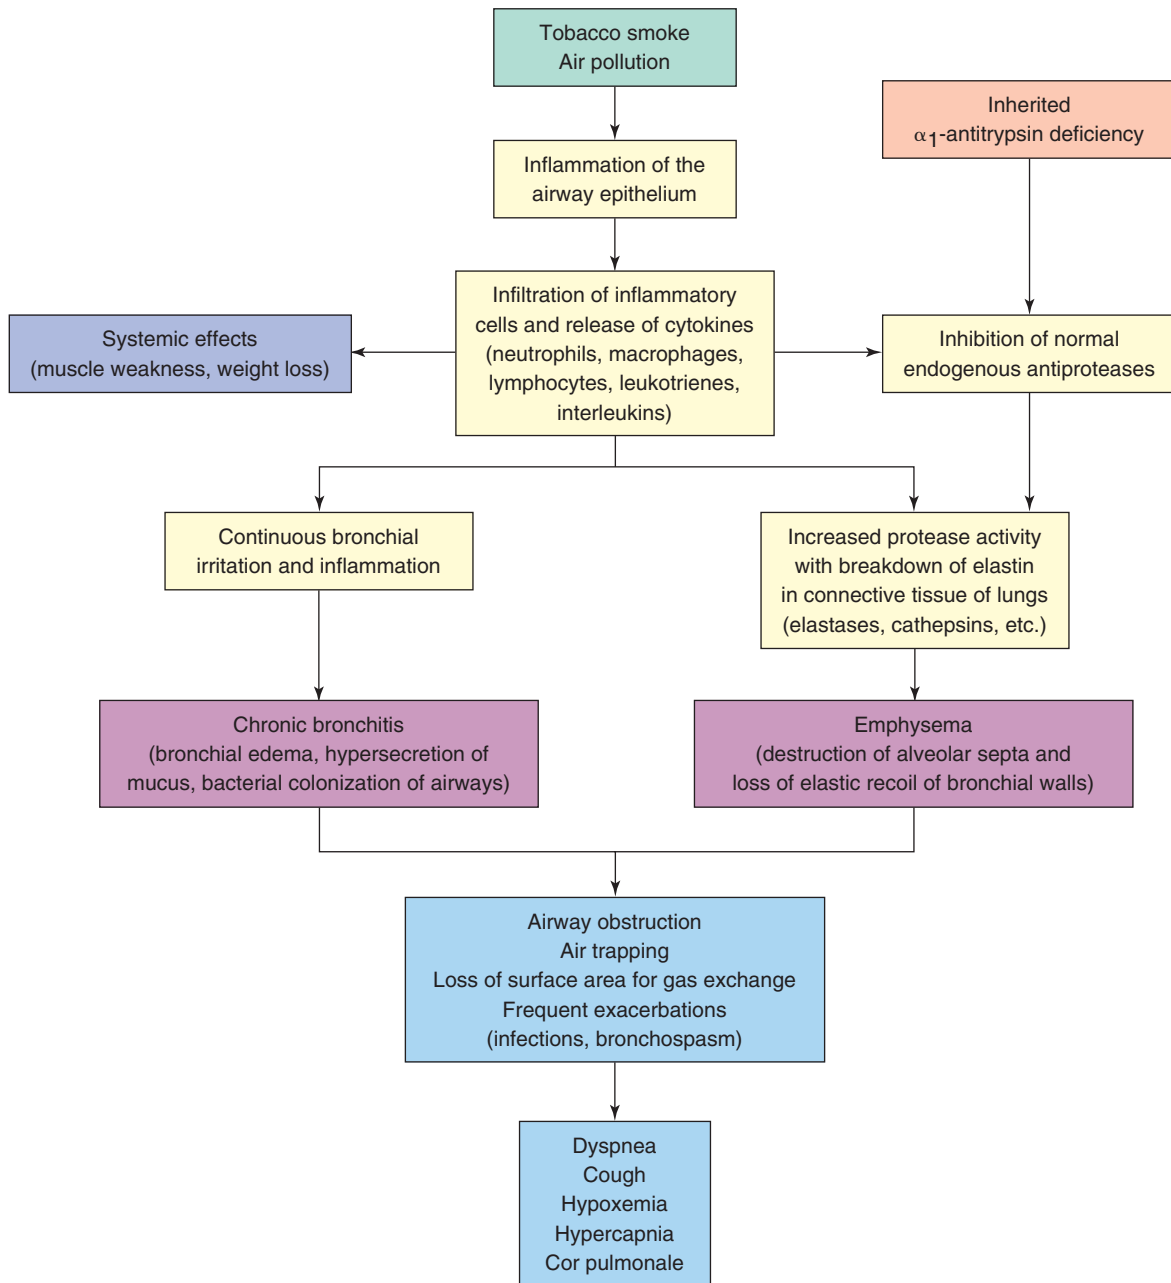 Tobacco smoke
Air pollution
Inherited
α1-antitrypsin deficiency
Inflammation of the
airway epithelium
Infiltration of inflammatory
cells and release of cytokines
(neutrophils, macrophages,
lymphocytes, leukotrienes,
interleukins)
Systemic effects
(muscle weakness, weight loss)
Inhibition of normal
endogenous antiproteases
Continuous bronchial
irritation and inflammation
Increased protease activity
with breakdown of elastin
in connective tissue of lungs
(elastases, cathepsins, etc.)
Chronic bronchitis
(bronchial edema, hypersecretion of
mucus, bacterial colonization of airways)
Emphysema
(destruction of alveolar septa and
loss of elastic recoil of bronchial walls)
Airway obstruction
Air trapping
Loss of surface area for gas exchange
Frequent exacerbations
(infections, bronchospasm)
Dyspnea
Cough
Hypoxemia
Hypercapnia
Cor pulmonale